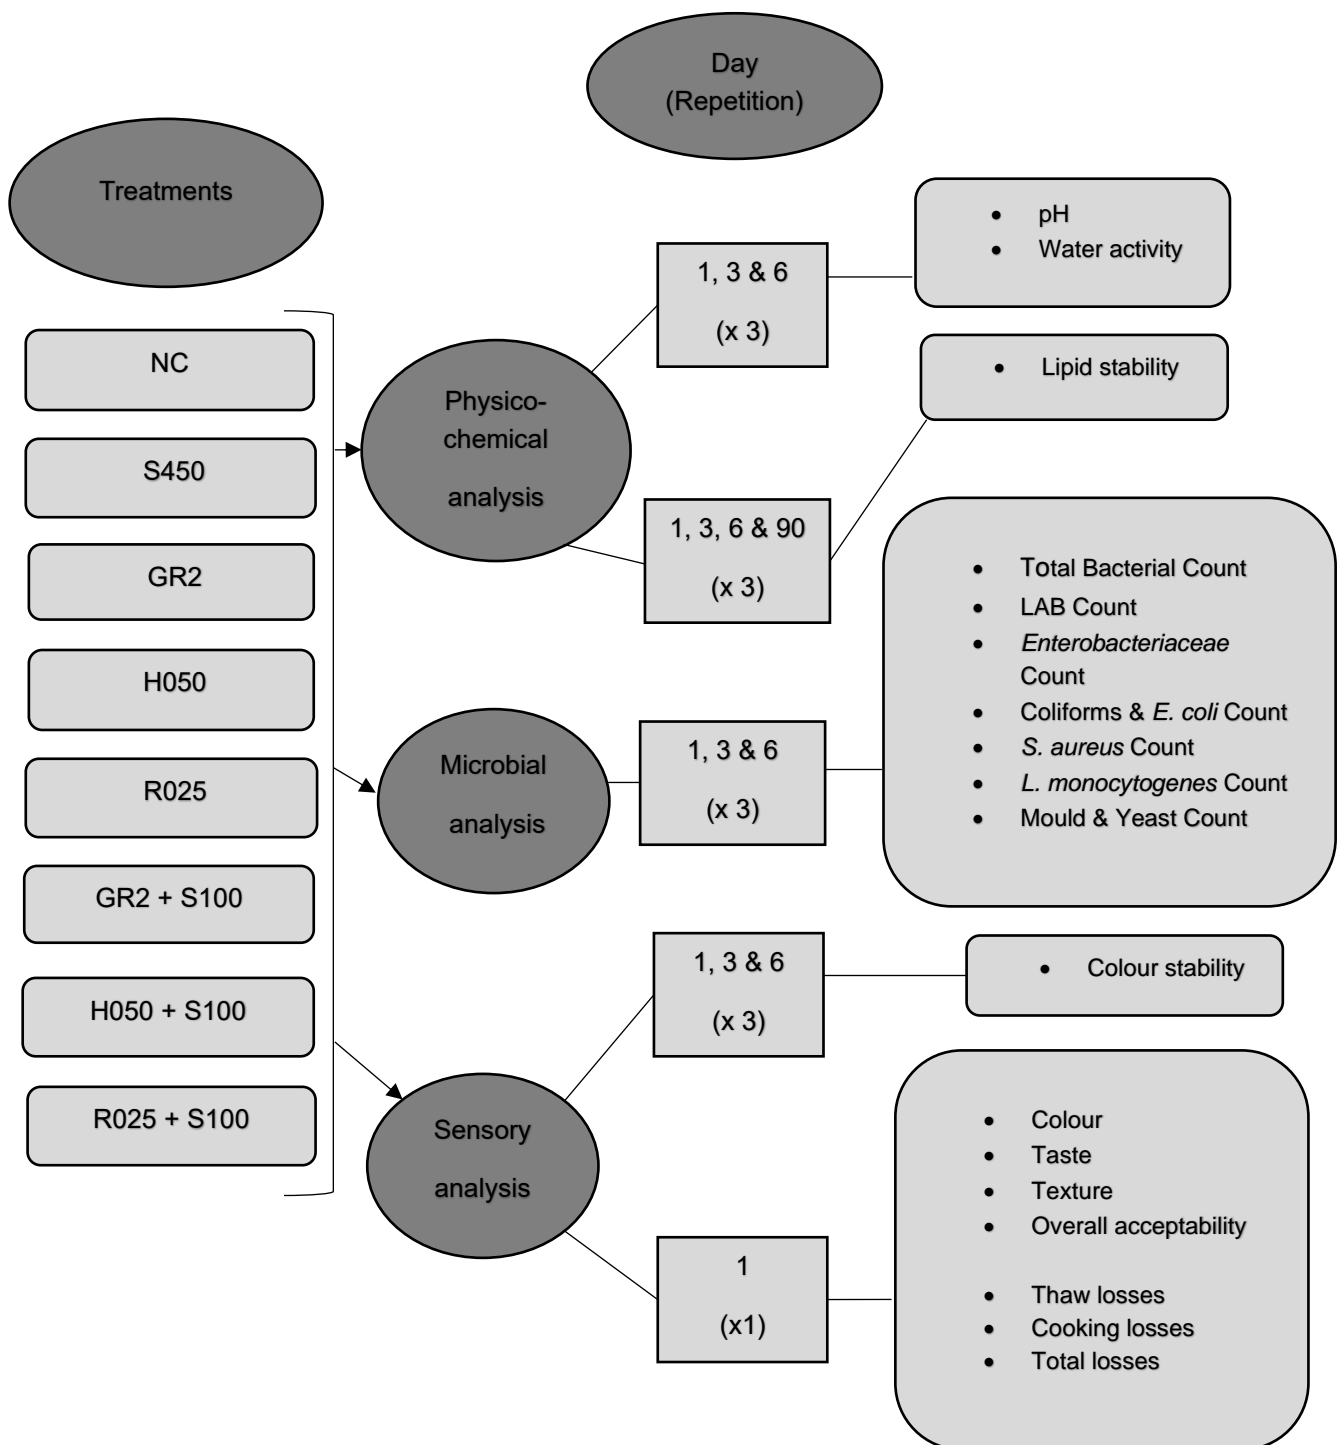 Day
(Repetition)
Treatments
NC
S450
GR2
H050
R025
GR2 + S100
H050 + S100
R025 + S100
Physico-
chemical
analysis
1, 3 & 6
(x 3)
• pH
• Water activity
1, 3, 6 & 90
(x 3)
• Lipid stability
Microbial
analysis
1, 3 & 6
(x 3)
• Total Bacterial Count
• LAB Count
• Enterobacteriaceae
Count
• Coliforms & E. coli Count
• S. aureus Count
• L. monocytogenes Count
• Mould & Yeast Count
Sensory
analysis
1, 3 & 6
(x 3)
• Colour stability
1
(x1)
• Colour
• Taste
• Texture
• Overall acceptability
• Thaw losses
• Cooking losses
• Total losses